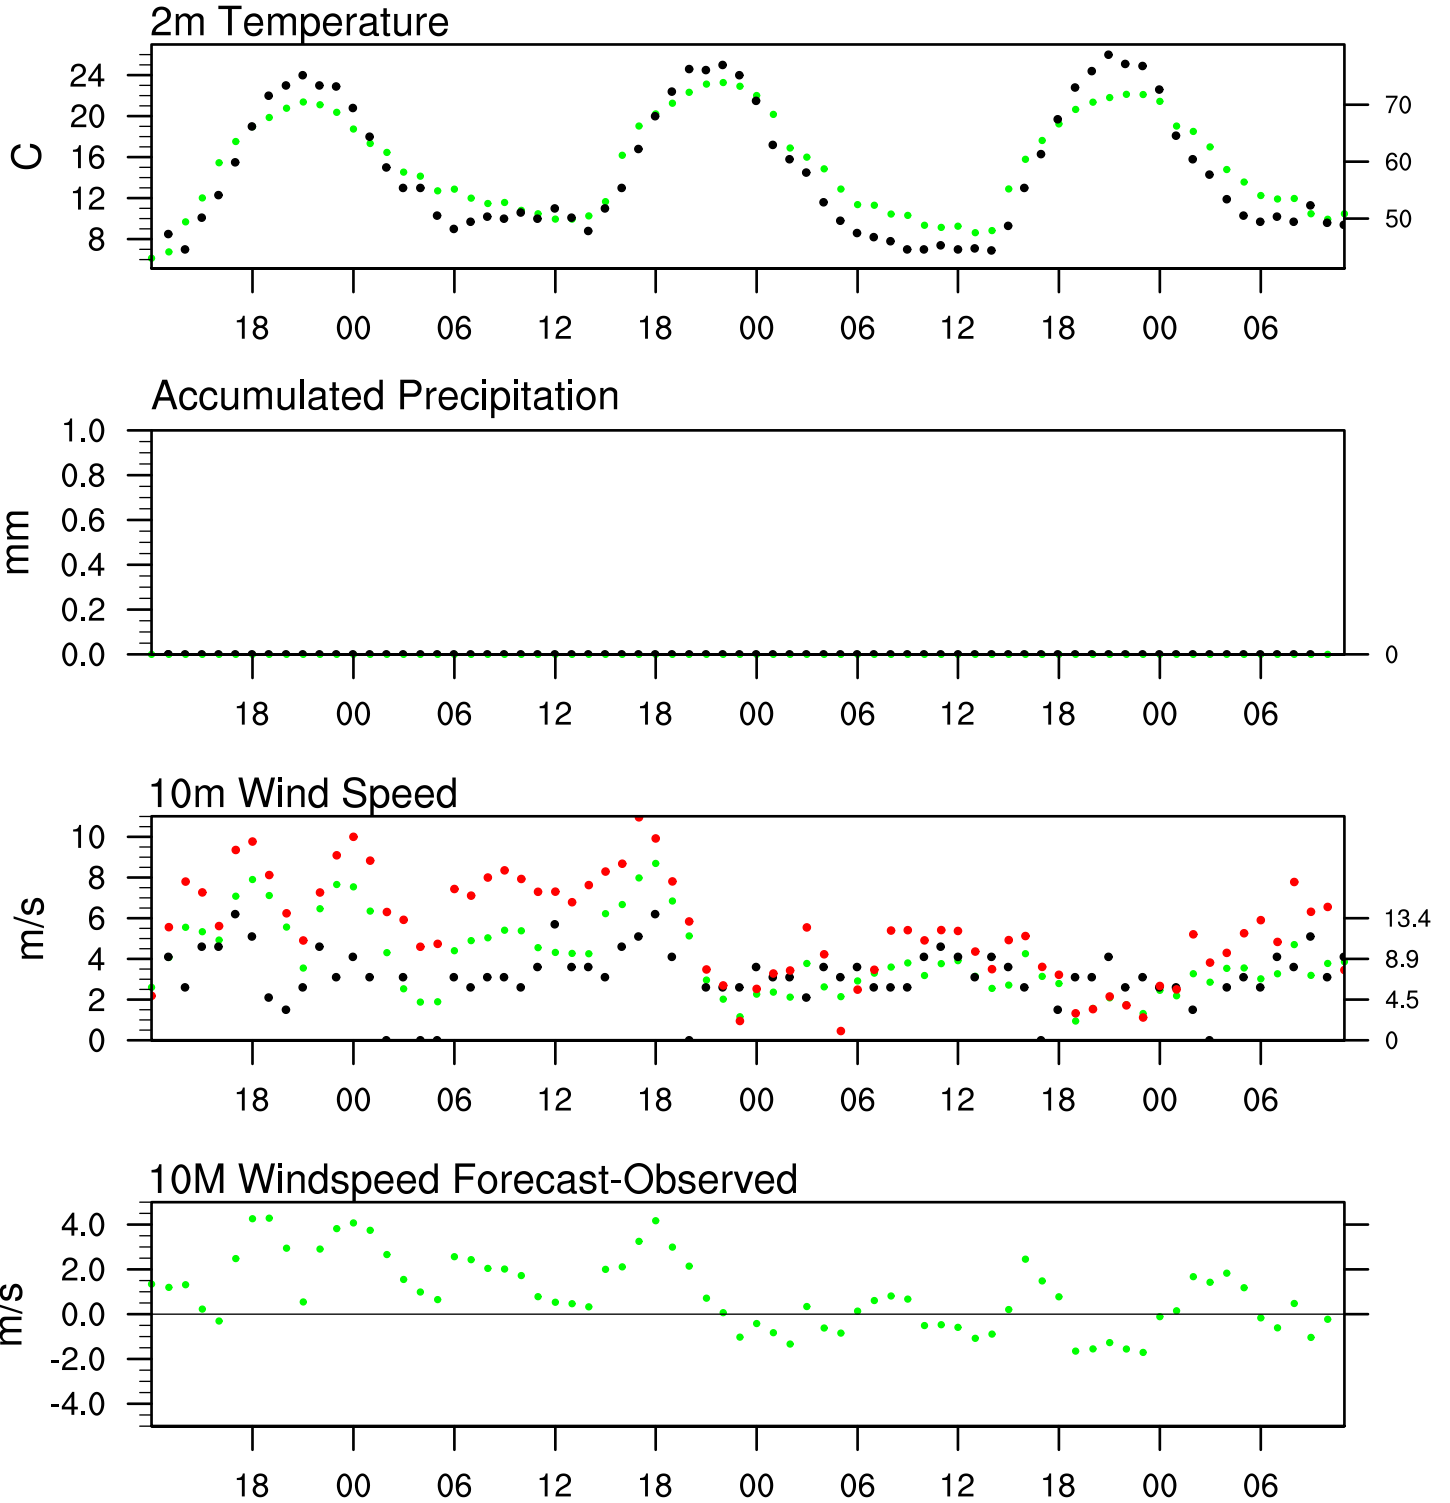 2m Temperature
24
20
16
12
8
C
70
60
50
18 00 06 12 18 00 06 12 18 00 06
Accumulated Precipitation
1.0
0.8
0.6
0.4
0.2
0.0
mm
0
18 00 06 12 18 00 06 12 18 00 06
10m Wind Speed
10
8
6
4
2
0
m/s
13.4
8.9
4.5
0
18 00 06 12 18 00 06 12 18 00 06
10M Windspeed Forecast-Observed
4.0
2.0
0.0
-2.0
-4.0
m/s
18 00 06 12 18 00 06 12 18 00 06